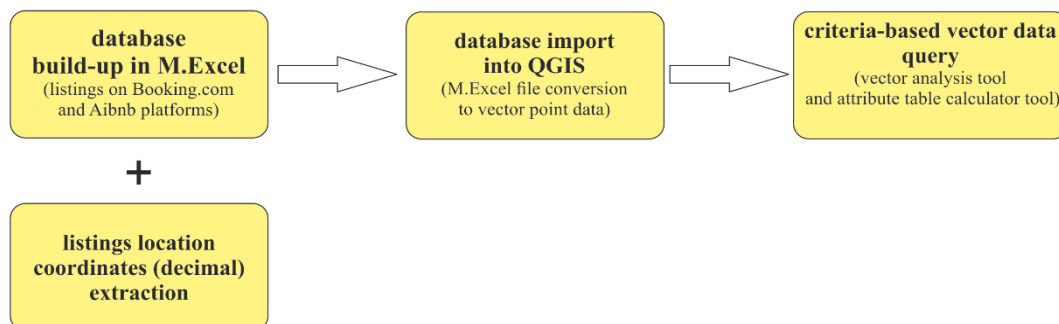 database
build-up in M.Excel
(listings on Booking.com
and Aibnb platforms)
database import
into QGIS
(M.Excel file conversion
to vector point data)
criteria-based vector data
query
(vector analysis tool
and attribute table calculator tool)
+
listings location
coordinates (decimal)
extraction